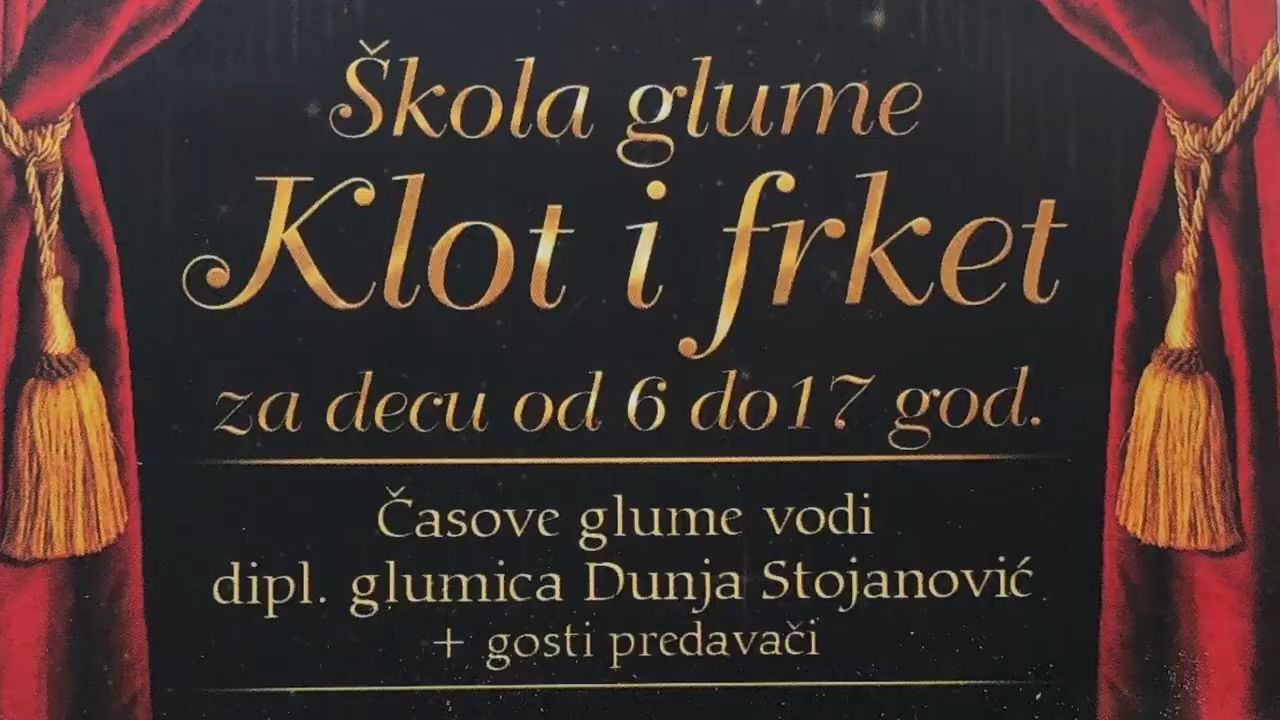 Škola glume
Klot i frket
za decu od 6 do17 god.
Časove glume vodi
dipl. glumica Dunja Stojanović
+ gosti predavači